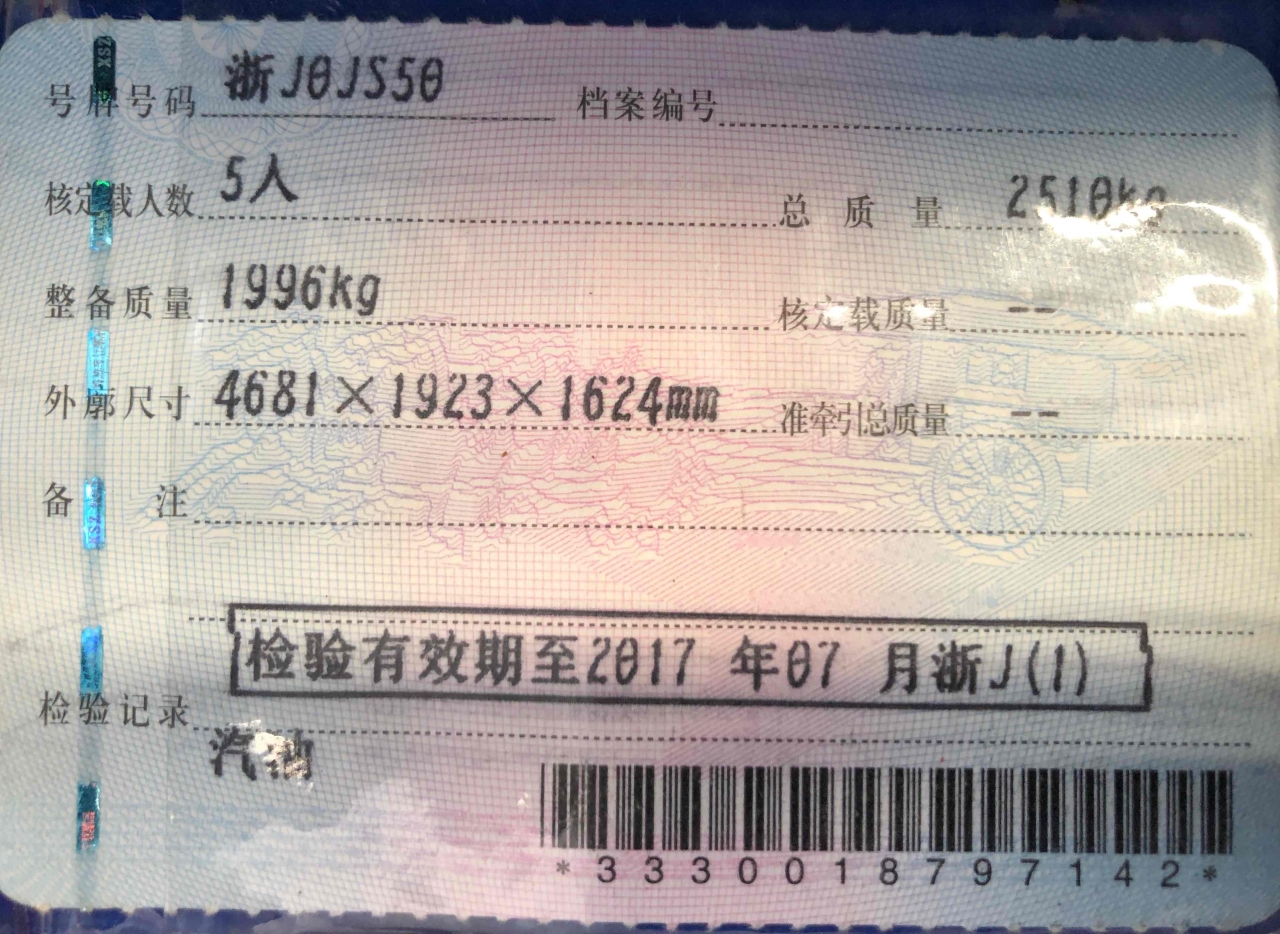 号牌号码 浙J0JS50 档案编号
核定载人数 5人 总质量 2510kg
整备质量 1996kg 核定载质量 --
外廓尺寸 4681×1923×1624mm 准牵引总质量 --
备注
检验有效期至2017 年07 月浙J(1)
检验记录
汽油
*3330018797142*